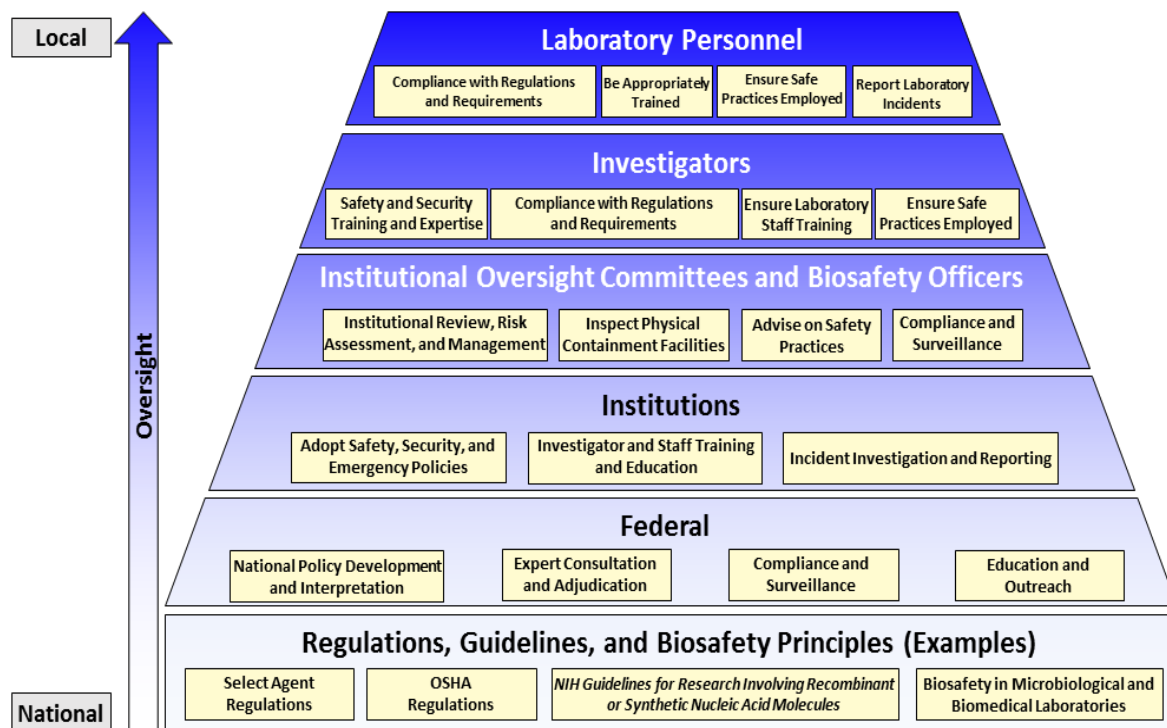 Local
Oversight
National
Laboratory Personnel
Compliance with Regulations
and Requirements
Be Appropriately
Trained
Ensure Safe
Practices Employed
Report Laboratory
Incidents
Investigators
Safety and Security
Training and Expertise
Compliance with Regulations
and Requirements
Ensure Laboratory
Staff Training
Ensure Safe
Practices Employed
Institutional Oversight Committees and Biosafety Officers
Institutional Review, Risk
Assessment, and Management
Inspect Physical
Containment Facilities
Advise on Safety
Practices
Compliance and
Surveillance
Institutions
Adopt Safety, Security, and
Emergency Policies
Investigator and Staff Training
and Education
Incident Investigation and Reporting
Federal
National Policy Development
and Interpretation
Expert Consultation
and Adjudication
Compliance and
Surveillance
Education and
Outreach
Regulations, Guidelines, and Biosafety Principles (Examples)
Select Agent
Regulations
OSHA
Regulations
NIH Guidelines for Research Involving Recombinant
or Synthetic Nucleic Acid Molecules
Biosafety in Microbiological and
Biomedical Laboratories